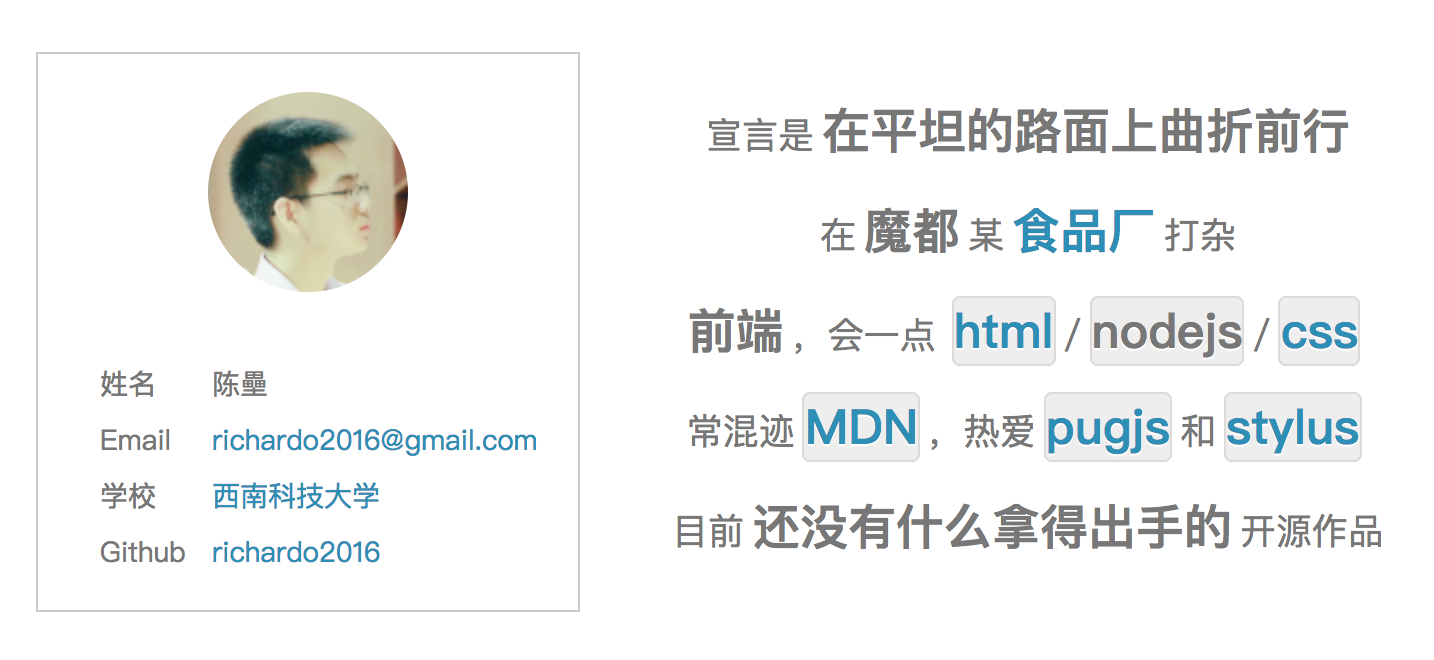 姓名 陈壘
Email richardo2016@gmail.com
学校 西南科技大学
Github richardo2016
宣言是 在平坦的路面上曲折前行
在 魔都 某 食品厂 打杂
前端 ，会一点 html / nodejs / css
常混迹 MDN ，热爱 pugjs 和 stylus
目前 还没有什么拿得出手的 开源作品